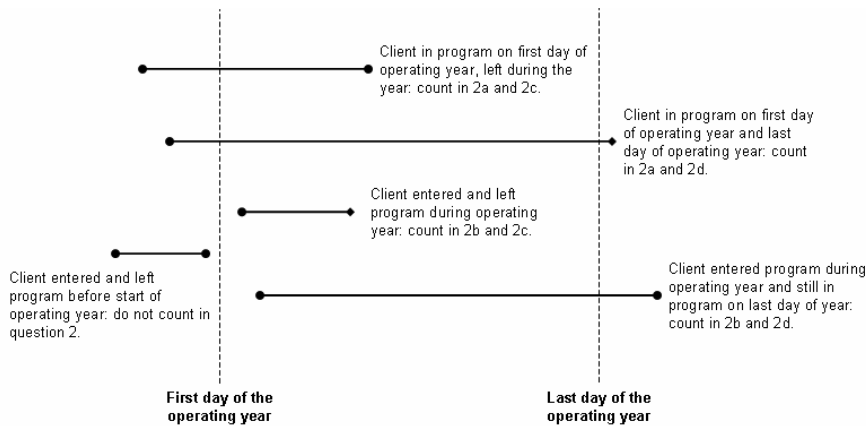 Client in program on first day of
operating year, left during the
year: count in 2a and 2c.
Client in program on first day
of operating year and last
day of operating year: count
in 2a and 2d.
Client entered and left
program during operating
year: count in 2b and 2c.
Client entered and left
program before start of
operating year: do not count in
question 2.
Client entered program during
operating year and still in
program on last day of year:
count in 2b and 2d.
First day of the
operating year
Last day of the
operating year